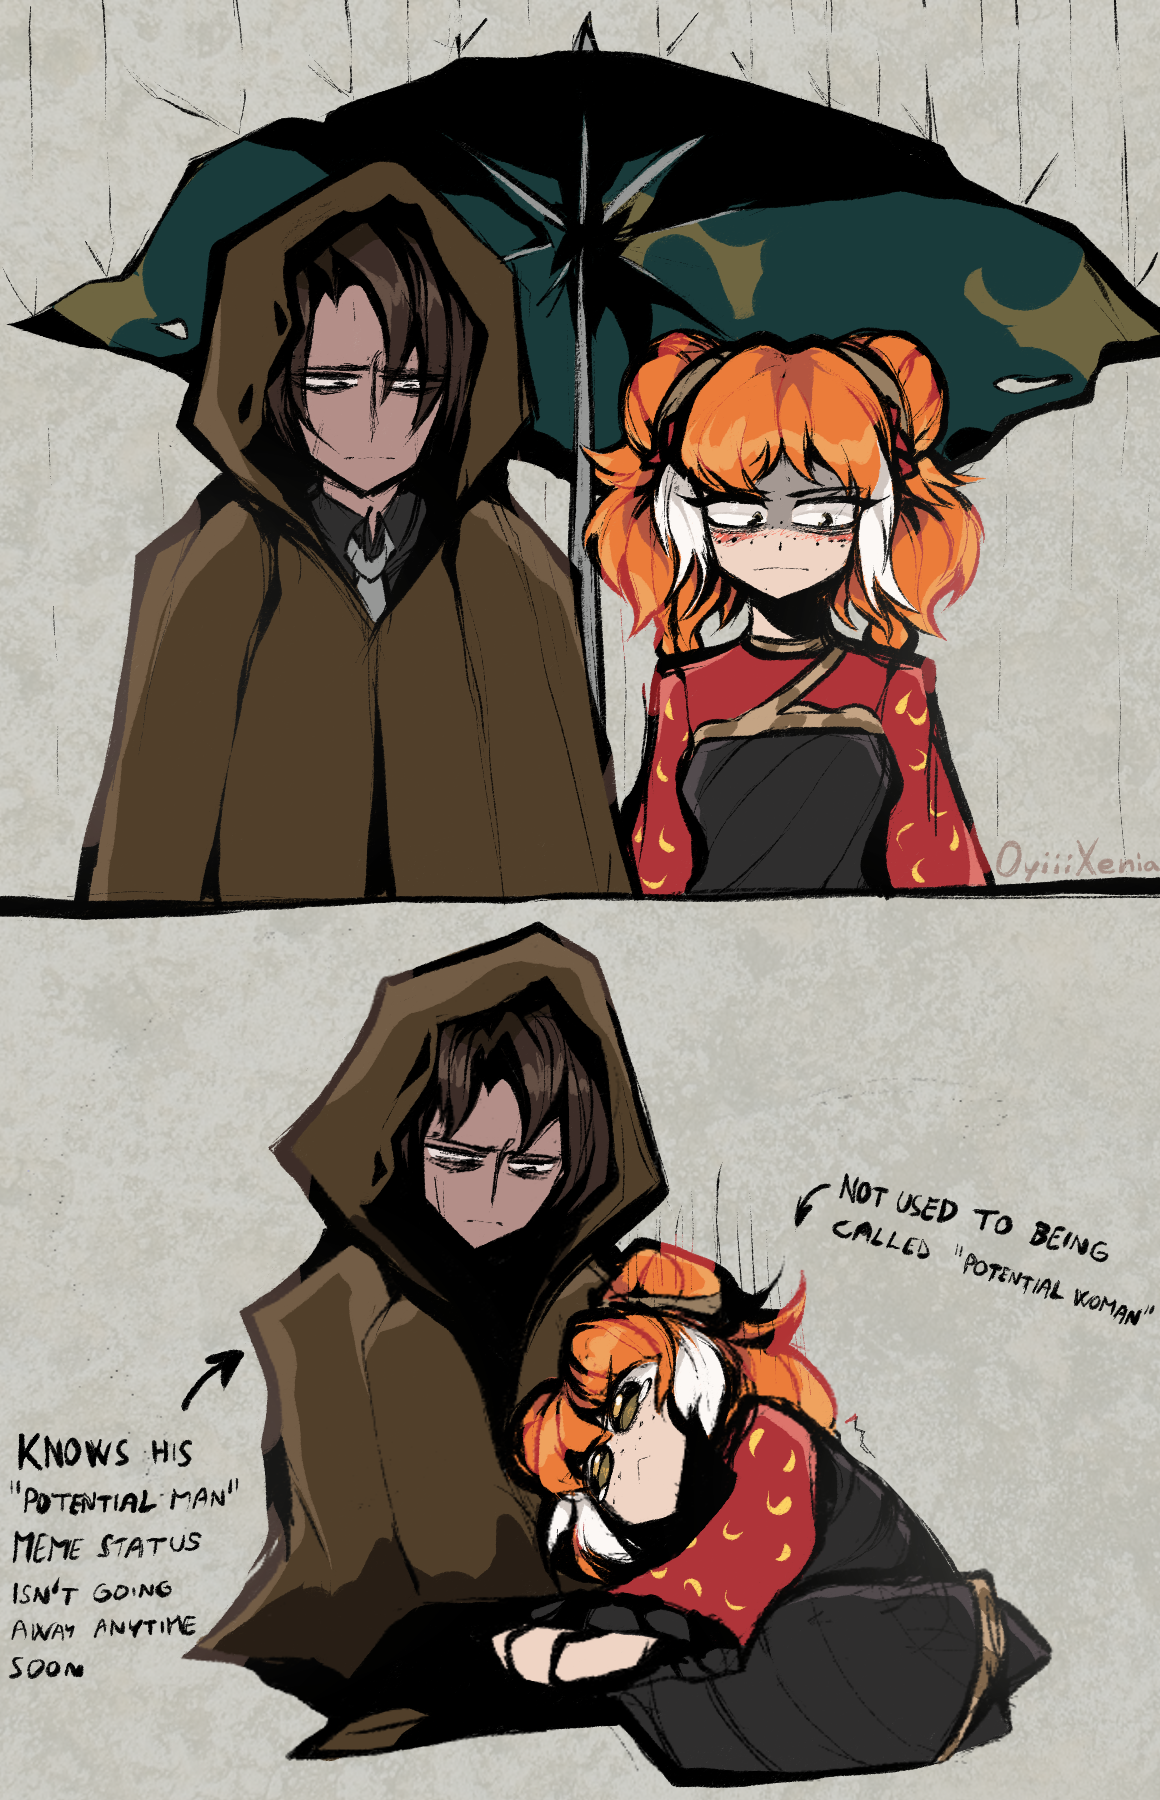 OyiiiXenia
NOT USED TO BEING
CALLED "POTENTIAL WOMAN"
KNOWS HIS
"POTENTIAL MAN"
MEME STATUS
ISN'T GOING
AWAY ANYTIME
SOON